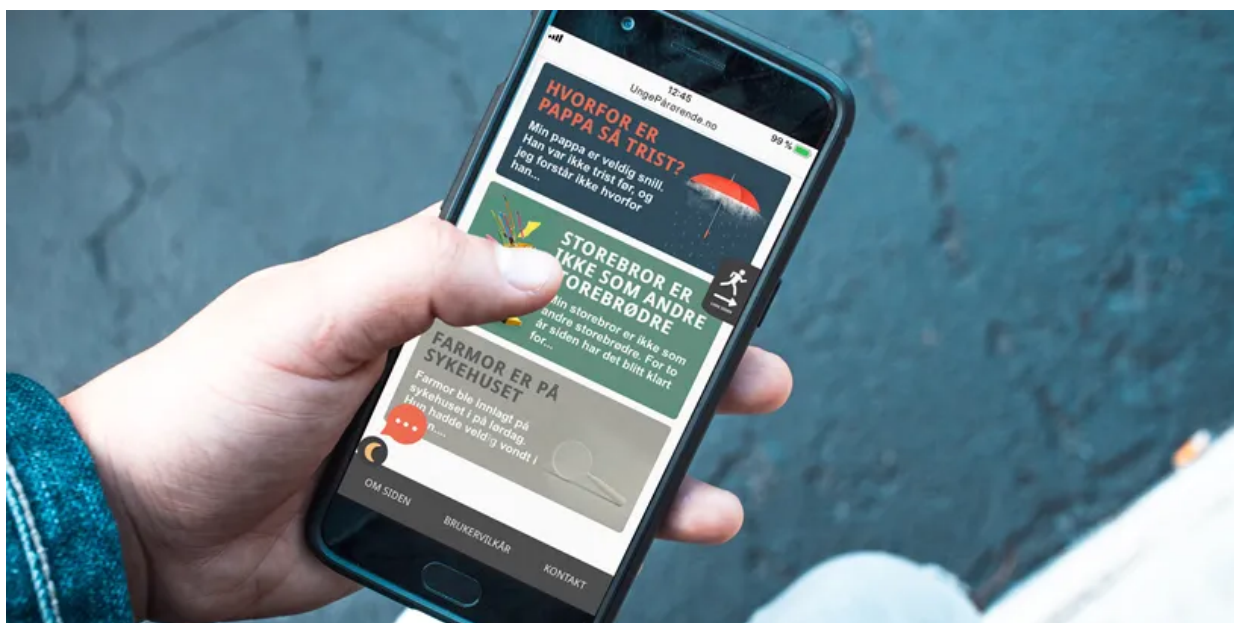 12:45
UngePårørende.no
99 %
HVORFOR ER
PAPPA SÅ TRIST?
Min pappa er veldig snill.
Han var ikke trist før, og
jeg forstår ikke hvorfor
han...
STOREBROR ER
IKKE SOM ANDRE
STOREBRØDRE
Min storebror er ikke som
andre storebrødre. For to
år siden har det blitt klart
for...
FARMOR ER PÅ
SYKEHUSET
Farmor ble innlagt på
sykehuset i på lørdag.
Hun hadde veldig vondt i
OM SIDEN
BRUKERVILKÅR
KONTAKT